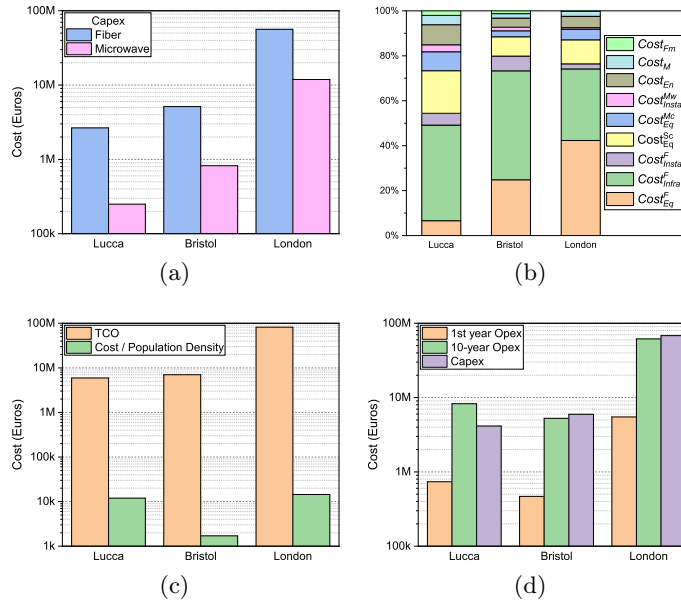 Capex
Fiber
Microwave
Cost (Euros)
10M
1M
100k
Lucca
Bristol
London
(a)
100%
80%
60%
40%
20%
0%
Cost_Fm
Cost_M
Cost_En
Cost^Mw_Insta
Cost^Mc_Eq
Cost^Sc_Eq
Cost^F_Insta
Cost^F_Infra
Cost^F_Eq
Lucca
Bristol
London
(b)
TCO
Cost / Population Density
Cost (Euros)
100M
10M
1M
100k
10k
1k
Lucca
Bristol
London
(c)
1st year Opex
10-year Opex
Capex
Cost (Euros)
100M
10M
1M
100k
Lucca
Bristol
London
(d)